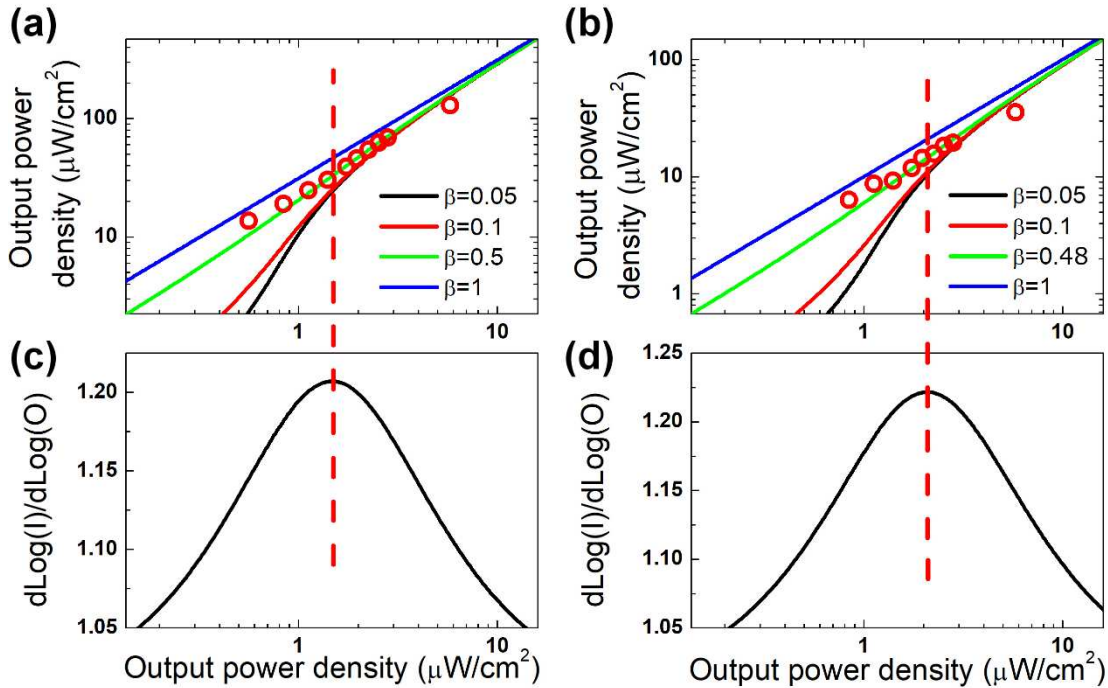 (a)
Output power
density (μW/cm²)
100
10
β=0.05
β=0.1
β=0.5
β=1
1
10
(b)
Output power
density (μW/cm²)
100
10
1
β=0.05
β=0.1
β=0.48
β=1
1
10
(c)
dLog(I)/dLog(O)
1.20
1.15
1.10
1.05
1
10
Output power density (μW/cm²)
(d)
dLog(I)/dLog(O)
1.25
1.20
1.15
1.10
1.05
1
10
Output power density (μW/cm²)